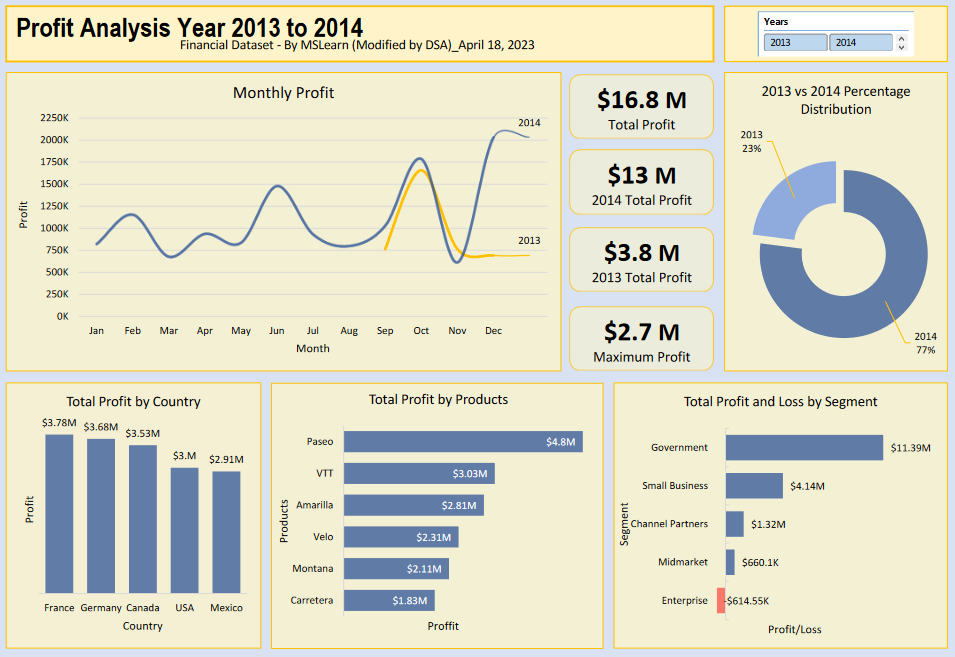 Profit Analysis Year 2013 to 2014
Financial Dataset - By MSLearn (Modified by DSA)_April 18, 2023
Years
2013
2014
Monthly Profit
2250K
2000K
1750K
1500K
1250K
1000K
750K
500K
250K
0K
Profit
2014
2013
Jan Feb Mar Apr May Jun Jul Aug Sep Oct Nov Dec
Month
$16.8 M
Total Profit
$13 M
2014 Total Profit
$3.8 M
2013 Total Profit
$2.7 M
Maximum Profit
2013 vs 2014 Percentage
Distribution
2013
23%
2014
77%
Total Profit by Country
$3.78M $3.68M $3.53M $3.M $2.91M
Profit
France Germany Canada USA Mexico
Country
Total Profit by Products
Products
Paseo $4.8M
VTT $3.03M
Amarilla $2.81M
Velo $2.31M
Montana $2.11M
Carretera $1.83M
Proffit
Total Profit and Loss by Segment
Segment
Government $11.39M
Small Business $4.14M
Channel Partners $1.32M
Midmarket $660.1K
Enterprise -$614.55K
Profit/Loss